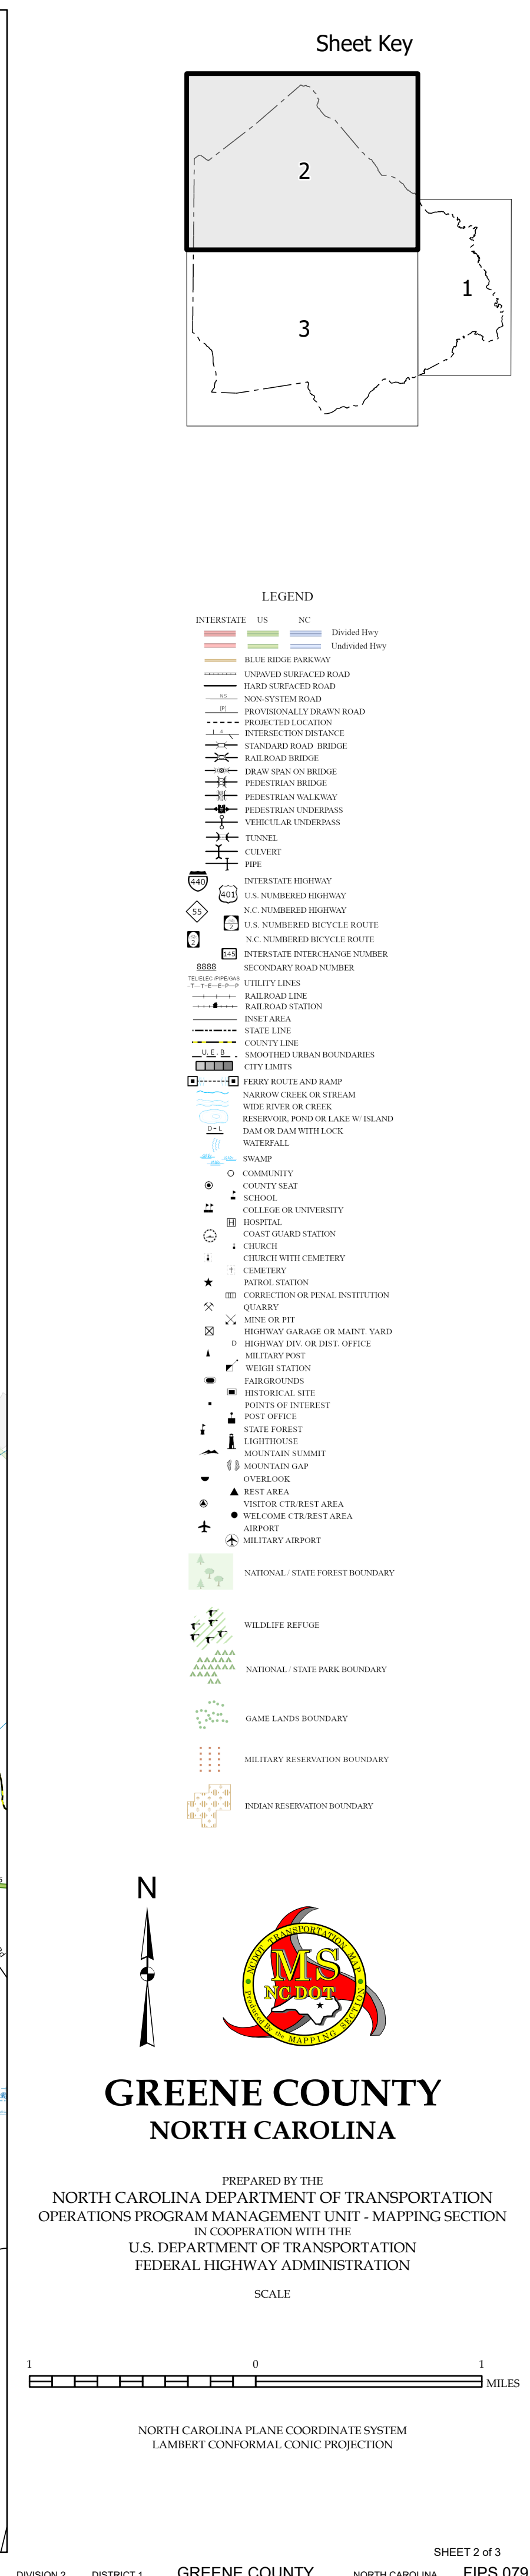 Sheet Key
2
1
3
LEGEND
INTERSTATE US NC
Divided Hwy
Undivided Hwy
BLUE RIDGE PARKWAY
UNPAVED SURFACED ROAD
HARD SURFACED ROAD
NS NON-SYSTEM ROAD
[P] PROVISIONALLY DRAWN ROAD
PROJECTED LOCATION
INTERSECTION DISTANCE
STANDARD ROAD BRIDGE
RAILROAD BRIDGE
DRAW SPAN ON BRIDGE
PEDESTRIAN BRIDGE
PEDESTRIAN WALKWAY
PEDESTRIAN UNDERPASS
VEHICULAR UNDERPASS
TUNNEL
CULVERT
PIPE
440 INTERSTATE HIGHWAY
401 U.S. NUMBERED HIGHWAY
55 N.C. NUMBERED HIGHWAY
2 U.S. NUMBERED BICYCLE ROUTE
2 N.C. NUMBERED BICYCLE ROUTE
145 INTERSTATE INTERCHANGE NUMBER
8888 SECONDARY ROAD NUMBER
TEL/ELEC /PIPE/GAS
-T--T-E--E-P--P UTILITY LINES
RAILROAD LINE
RAILROAD STATION
INSET AREA
STATE LINE
COUNTY LINE
U.E.B SMOOTHED URBAN BOUNDARIES
CITY LIMITS
FERRY ROUTE AND RAMP
NARROW CREEK OR STREAM
WIDE RIVER OR CREEK
RESERVOIR, POND OR LAKE W/ ISLAND
D-L DAM OR DAM WITH LOCK
WATERFALL
SWAMP
COMMUNITY
COUNTY SEAT
SCHOOL
COLLEGE OR UNIVERSITY
H HOSPITAL
COAST GUARD STATION
CHURCH
CHURCH WITH CEMETERY
CEMETERY
PATROL STATION
CORRECTION OR PENAL INSTITUTION
QUARRY
MINE OR PIT
HIGHWAY GARAGE OR MAINT. YARD
D HIGHWAY DIV. OR DIST. OFFICE
MILITARY POST
WEIGH STATION
FAIRGROUNDS
HISTORICAL SITE
POINTS OF INTEREST
POST OFFICE
STATE FOREST
LIGHTHOUSE
MOUNTAIN SUMMIT
MOUNTAIN GAP
OVERLOOK
REST AREA
VISITOR CTR/REST AREA
WELCOME CTR/REST AREA
AIRPORT
MILITARY AIRPORT
NATIONAL / STATE FOREST BOUNDARY
WILDLIFE REFUGE
NATIONAL / STATE PARK BOUNDARY
GAME LANDS BOUNDARY
MILITARY RESERVATION BOUNDARY
INDIAN RESERVATION BOUNDARY
N
NCDOT TRANSPORTATION MAP
MS
NCDOT
Produced By the MAPPING SECTION
GREENE COUNTY
NORTH CAROLINA
PREPARED BY THE
NORTH CAROLINA DEPARTMENT OF TRANSPORTATION
OPERATIONS PROGRAM MANAGEMENT UNIT - MAPPING SECTION
IN COOPERATION WITH THE
U.S. DEPARTMENT OF TRANSPORTATION
FEDERAL HIGHWAY ADMINISTRATION
SCALE
1 0 1
MILES
NORTH CAROLINA PLANE COORDINATE SYSTEM
LAMBERT CONFORMAL CONIC PROJECTION
SHEET 2 of 3
DIVISION 2 DISTRICT 1 GREENE COUNTY NORTH CAROLINA FIPS 079